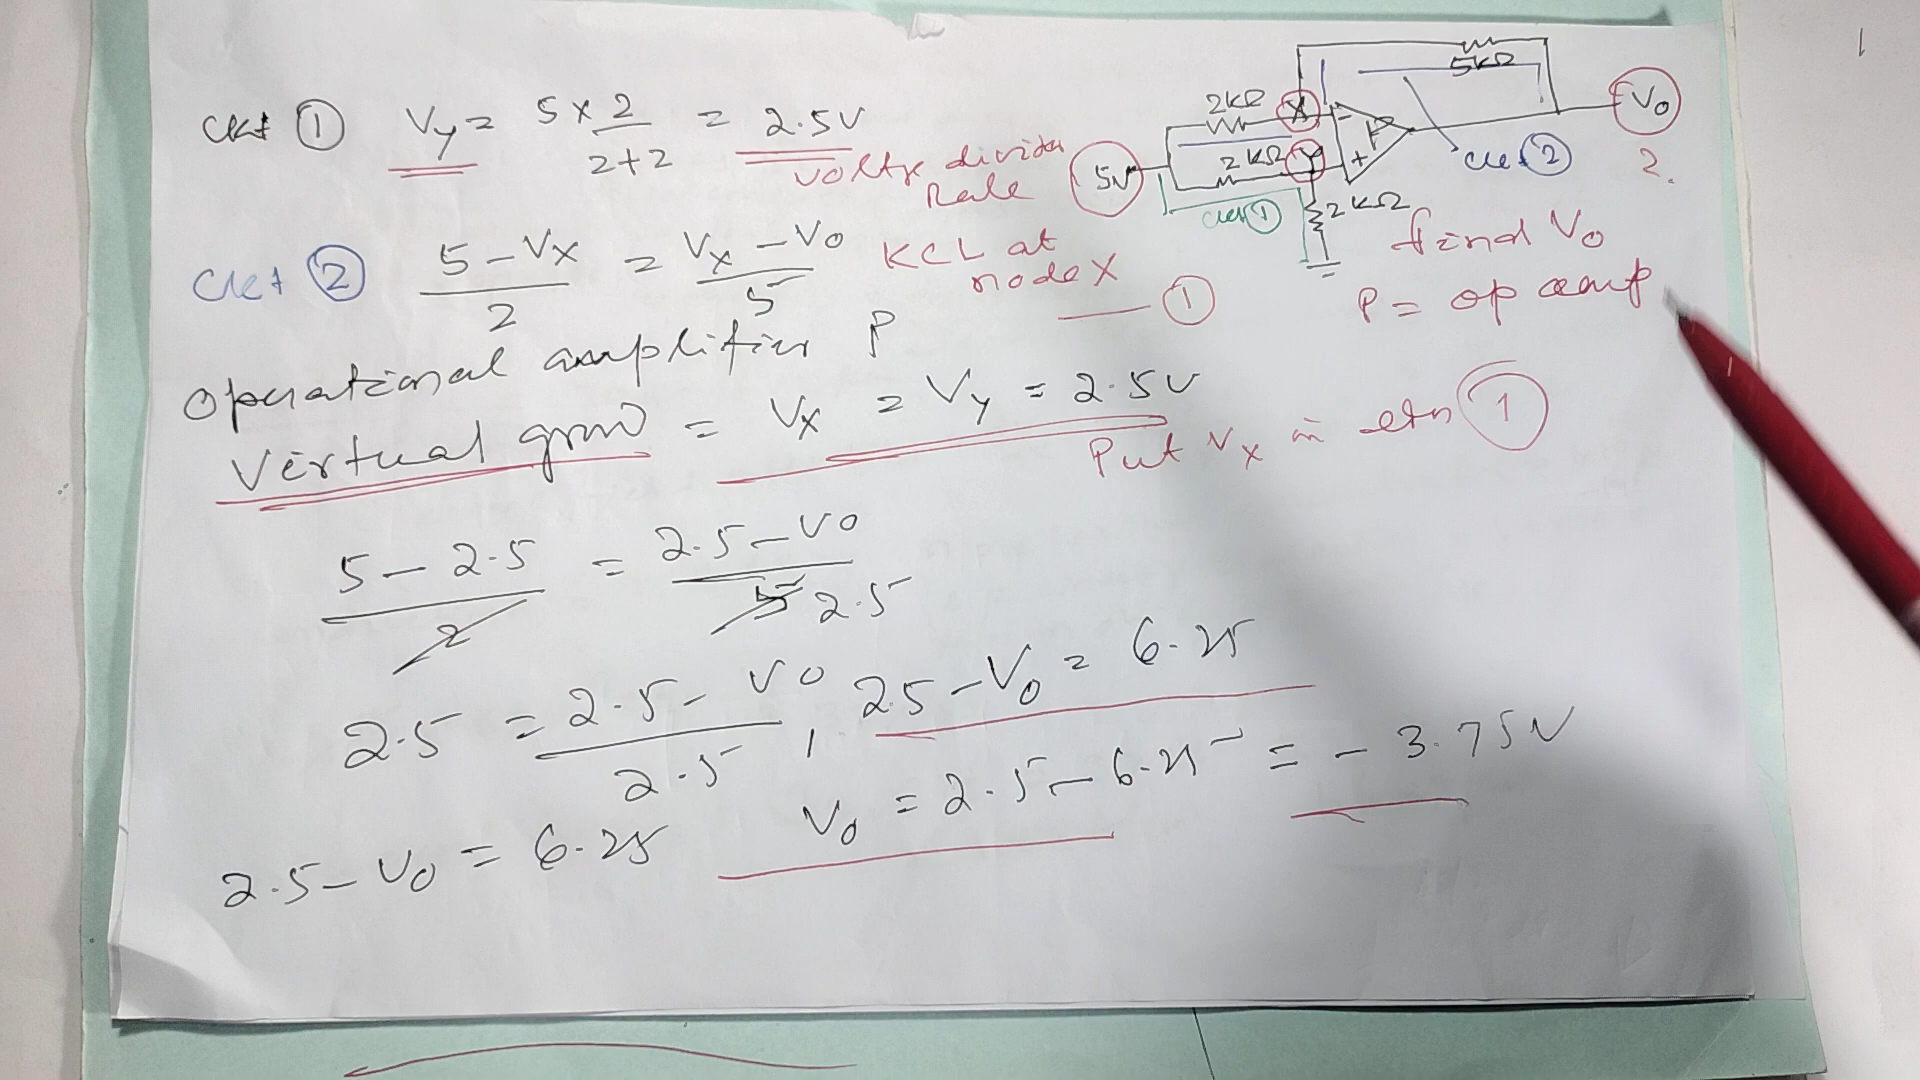 5KΩ
2KΩ X - Vo
ckt ① Vy = 5 × 2 / 2+2 = 2.5V 5V 2KΩ Y + P ckt ② ?
voltge divider Rule ckt ① 2KΩ
ckt ② 5 - Vx / 2 = Vx - Vo / 5 KCL at node X — ① find Vo
P = op amp
Operational amplifier P
Virtual grond = Vx = Vy = 2.5V
Put Vx in eqn ①
5 - 2.5 / 2 = 2.5 - Vo / 5 2.5
2.5 = 2.5 - Vo / 2.5 , 2.5 - Vo = 6.25
2.5 - Vo = 6.25 Vo = 2.5 - 6.25 = - 3.75V